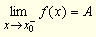 lim f(x) = A
x→x₀⁻